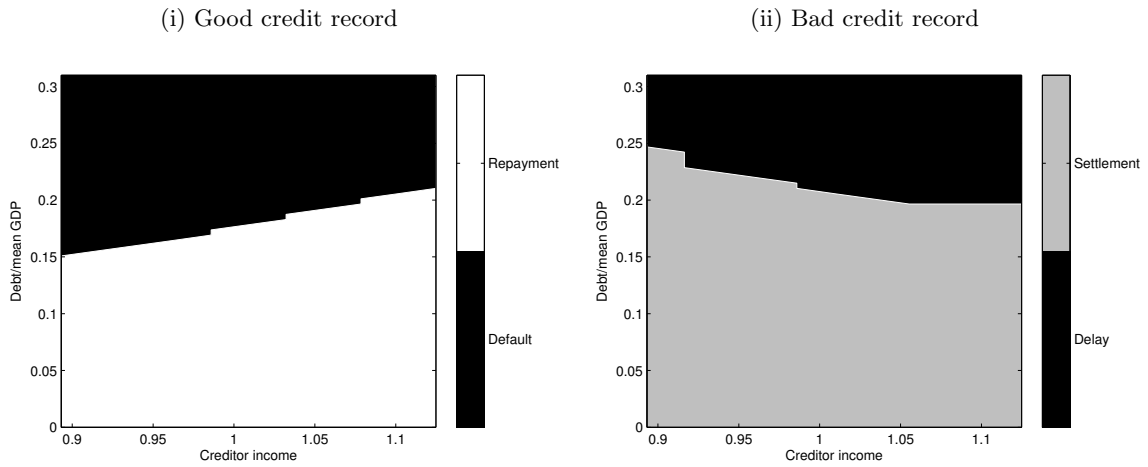 (i) Good credit record
0.3
0.25
0.2
0.15
0.1
0.05
0
Debt/mean GDP
0.9 0.95 1 1.05 1.1
Creditor income
Repayment
Default
(ii) Bad credit record
0.3
0.25
0.2
0.15
0.1
0.05
0
Debt/mean GDP
0.9 0.95 1 1.05 1.1
Creditor income
Settlement
Delay